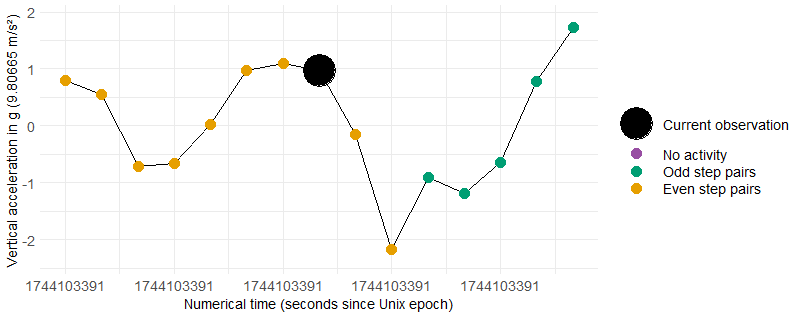 Vertical acceleration in g (9.80665 m/s²)
2
1
0
-1
-2
1744103391 1744103391 1744103391 1744103391 1744103391
Numerical time (seconds since Unix epoch)
Current observation
No activity
Odd step pairs
Even step pairs